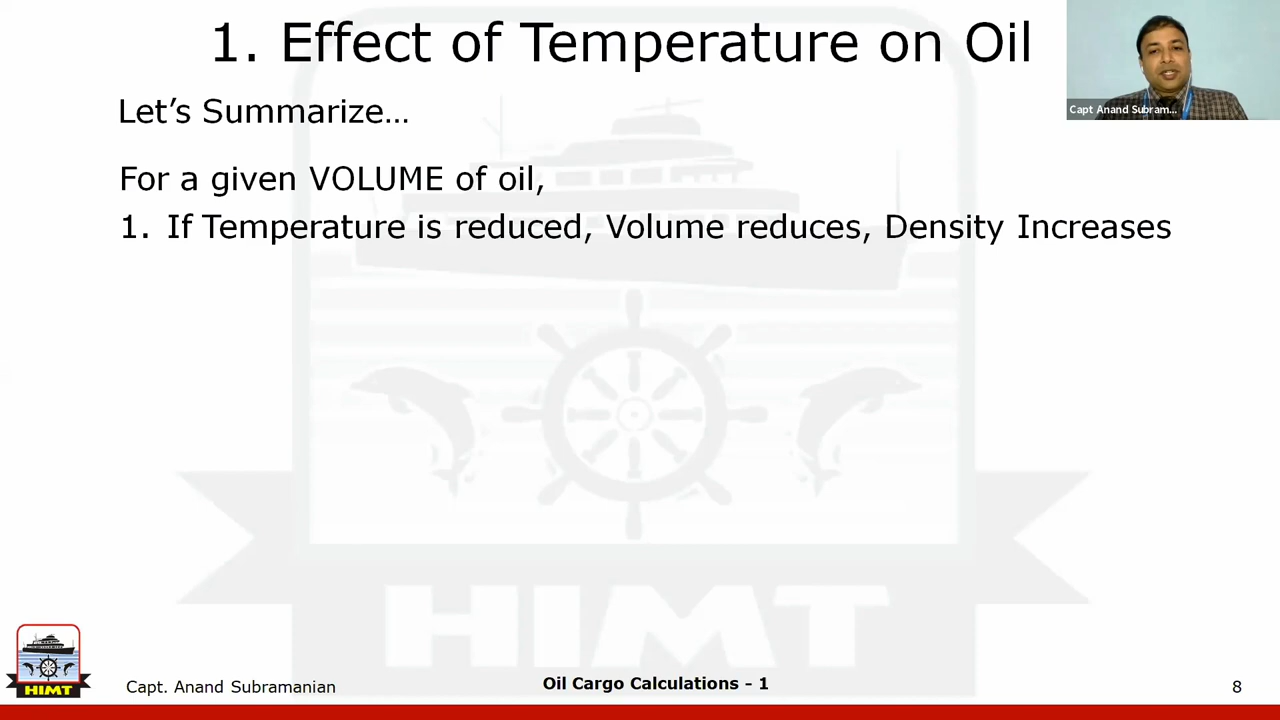 1. Effect of Temperature on Oil
Capt Anand Subram...
Let's Summarize...
For a given VOLUME of oil,
1. If Temperature is reduced, Volume reduces, Density Increases
HIMT
HIMT
Capt. Anand Subramanian
Oil Cargo Calculations - 1
8